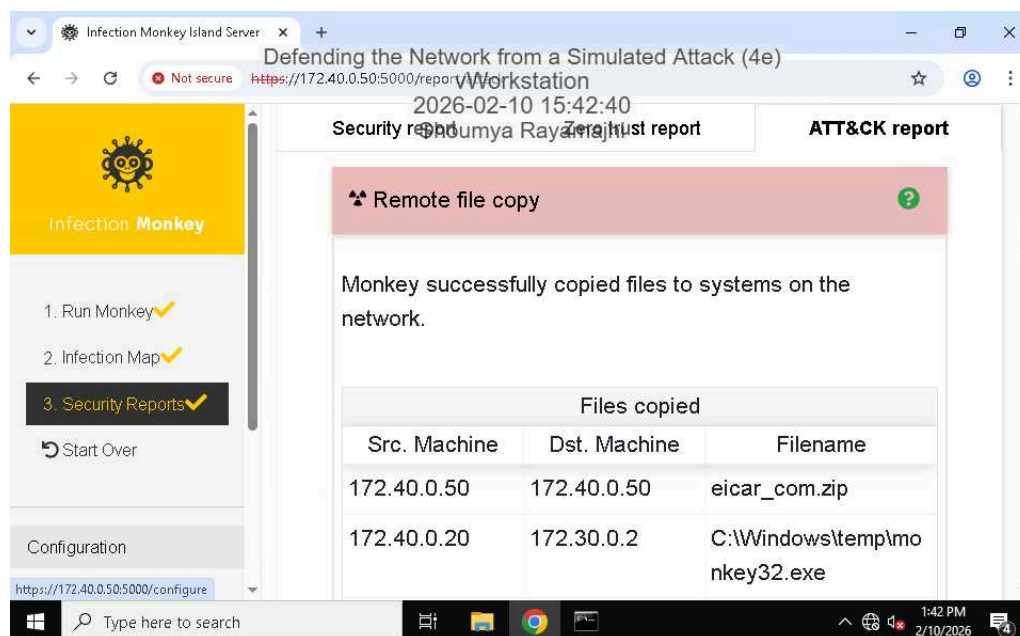 Infection Monkey Island Server
Defending the Network from a Simulated Attack (4e)
Not secure
https://172.40.0.50:5000/report/attack
vWorkstation
2026-02-10 15:42:40
Shoumya Rayamajhi
Security report
Zero trust report
ATT&CK report
Infection Monkey
1. Run Monkey
2. Infection Map
3. Security Reports
Start Over
Configuration
https://172.40.0.50:5000/configure
Remote file copy
?
Monkey successfully copied files to systems on the
network.
Files copied
Src. Machine Dst. Machine Filename
172.40.0.50 172.40.0.50 eicar_com.zip
172.40.0.20 172.30.0.2 C:\Windows\temp\mo
nkey32.exe
Type here to search
1:42 PM
2/10/2026
4